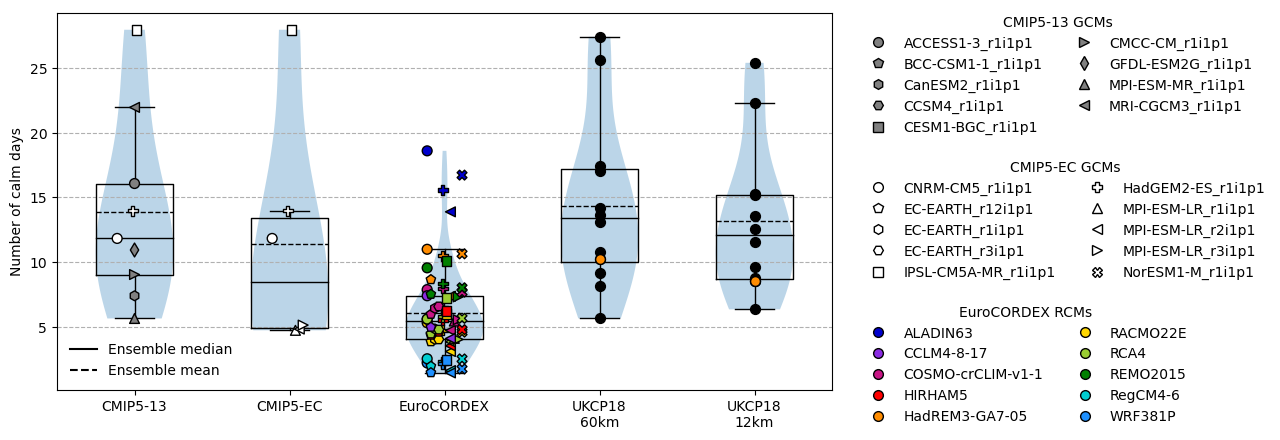 Number of calm days
25
20
15
10
5
Ensemble median
Ensemble mean
CMIP5-13
CMIP5-EC
EuroCORDEX
UKCP18
60km
UKCP18
12km
CMIP5-13 GCMs
ACCESS1-3_r1i1p1
BCC-CSM1-1_r1i1p1
CanESM2_r1i1p1
CCSM4_r1i1p1
CESM1-BGC_r1i1p1
CMCC-CM_r1i1p1
GFDL-ESM2G_r1i1p1
MPI-ESM-MR_r1i1p1
MRI-CGCM3_r1i1p1
CMIP5-EC GCMs
CNRM-CM5_r1i1p1
EC-EARTH_r12i1p1
EC-EARTH_r1i1p1
EC-EARTH_r3i1p1
IPSL-CM5A-MR_r1i1p1
HadGEM2-ES_r1i1p1
MPI-ESM-LR_r1i1p1
MPI-ESM-LR_r2i1p1
MPI-ESM-LR_r3i1p1
NorESM1-M_r1i1p1
EuroCORDEX RCMs
ALADIN63
CCLM4-8-17
COSMO-crCLIM-v1-1
HIRHAM5
HadREM3-GA7-05
RACMO22E
RCA4
REMO2015
RegCM4-6
WRF381P